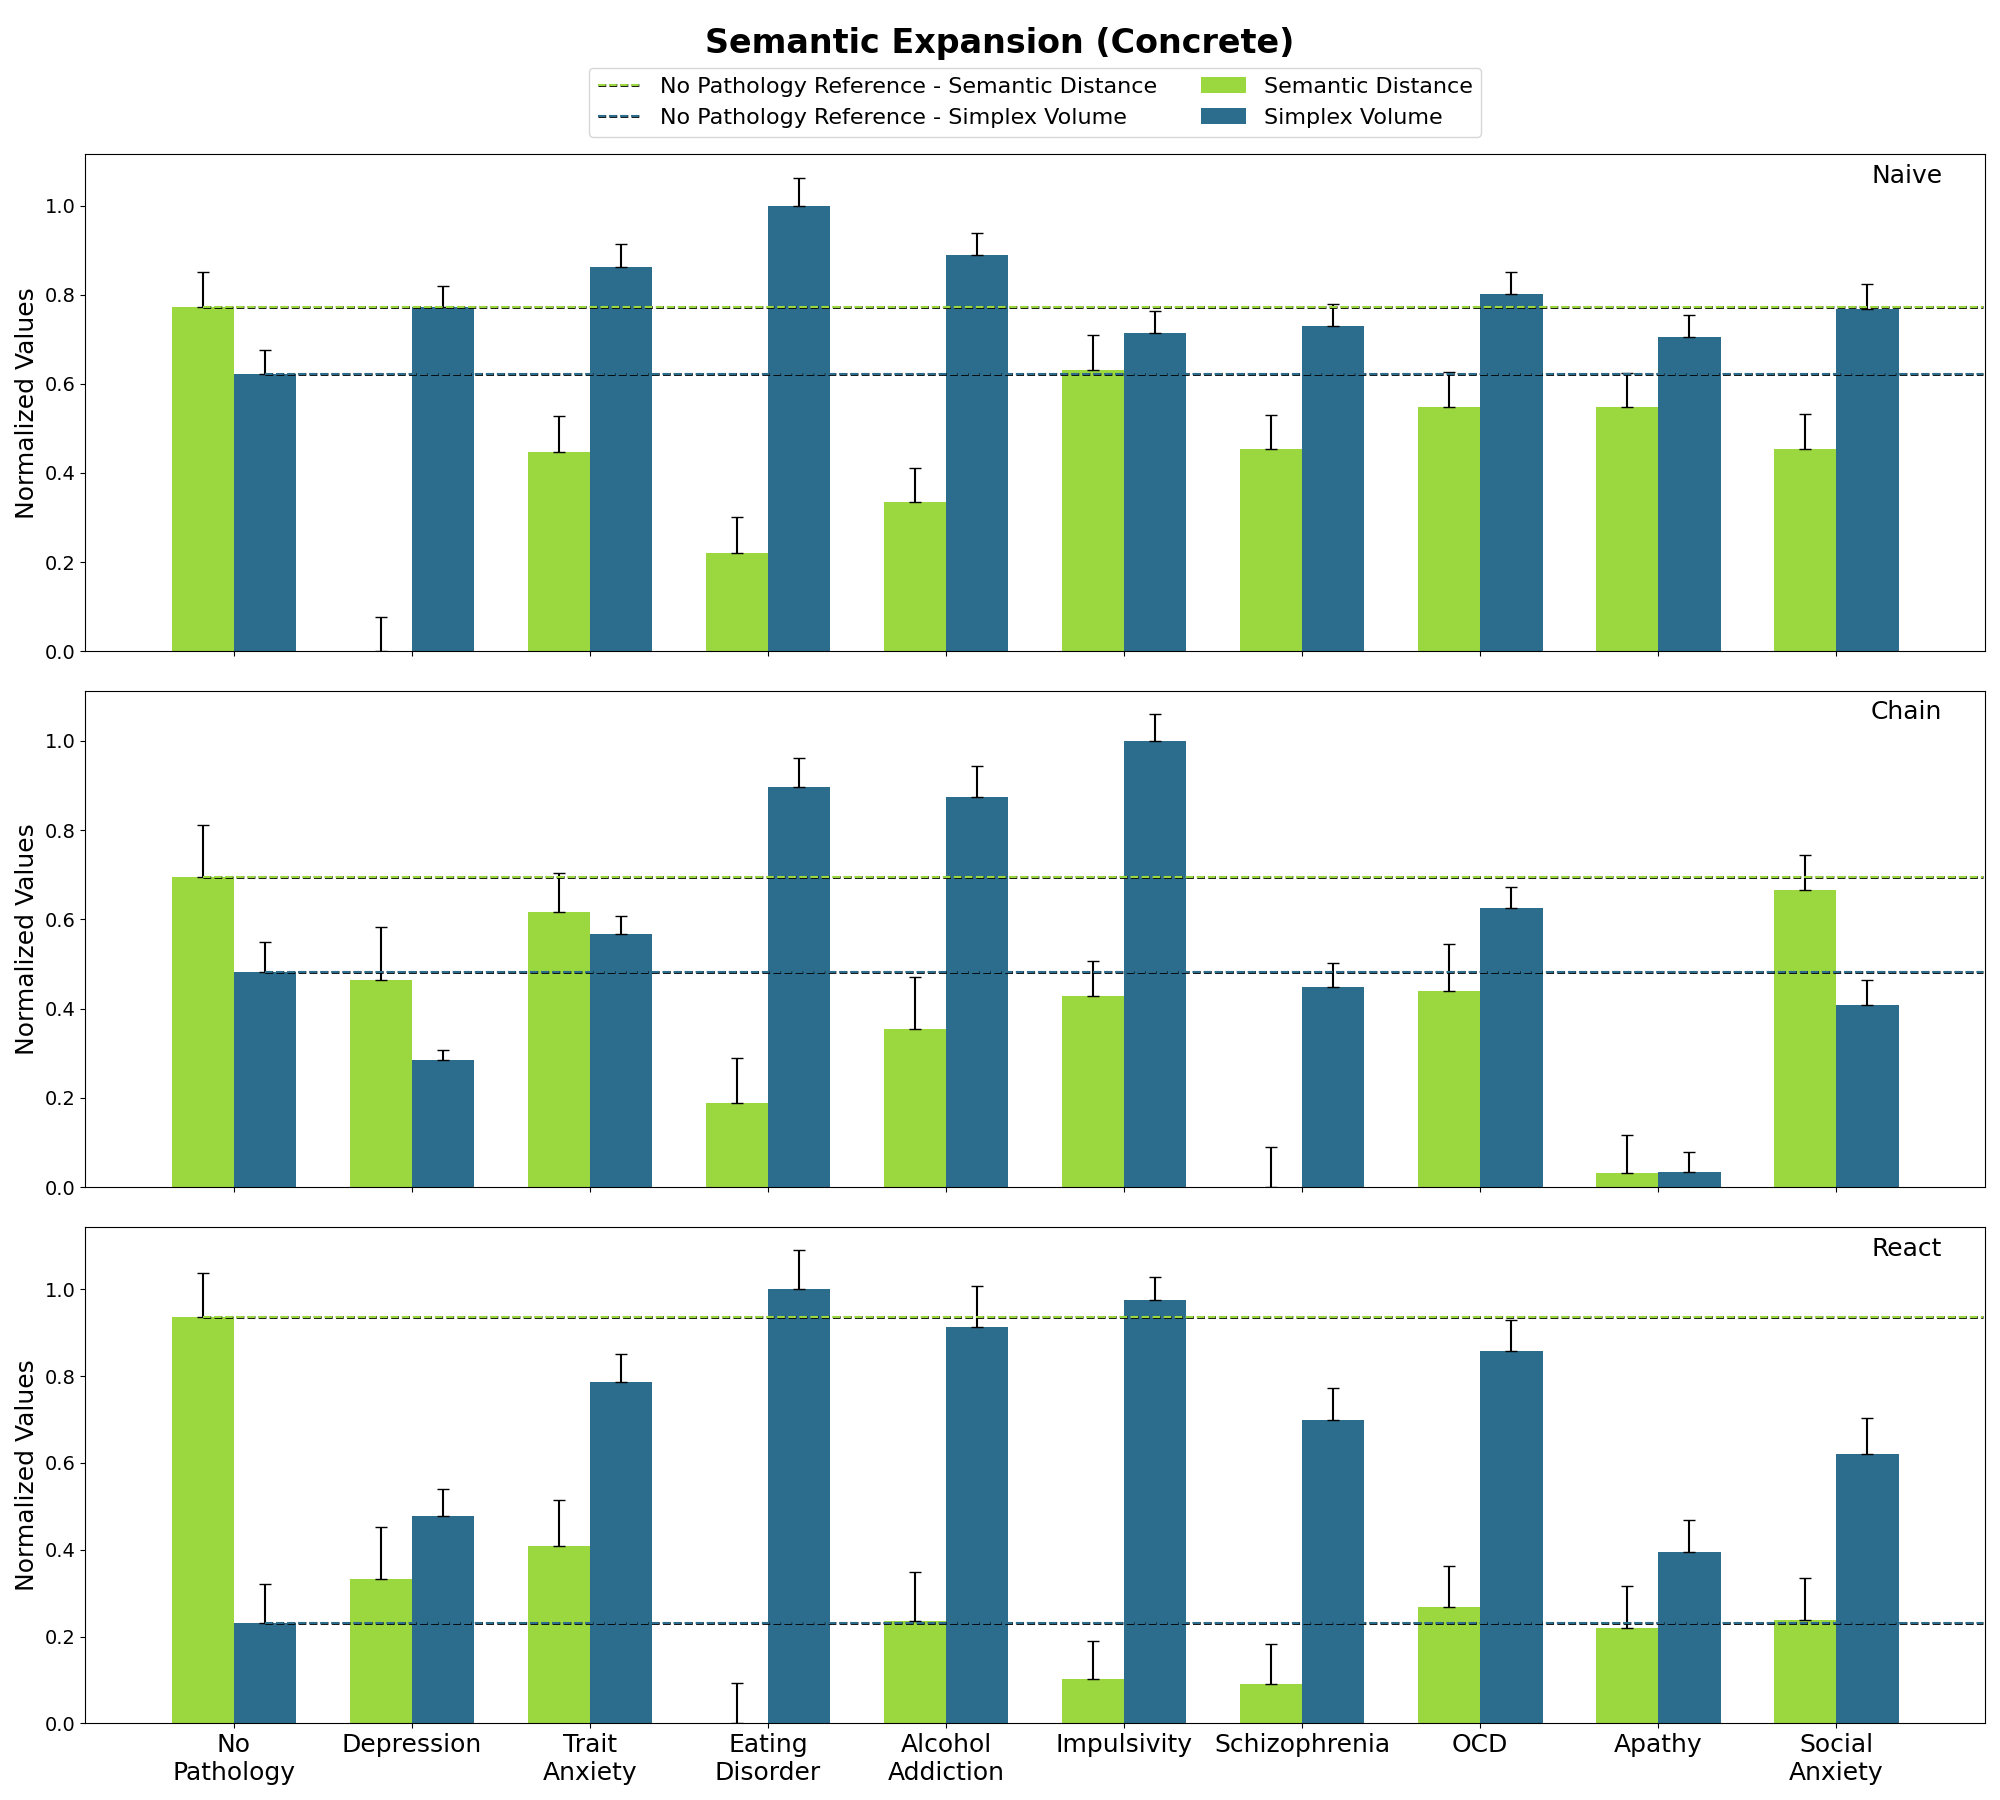 Semantic Expansion (Concrete)
No Pathology Reference - Semantic Distance
No Pathology Reference - Simplex Volume
Semantic Distance
Simplex Volume
Naive
Normalized Values
1.0
0.8
0.6
0.4
0.2
0.0
Chain
Normalized Values
1.0
0.8
0.6
0.4
0.2
0.0
React
Normalized Values
1.0
0.8
0.6
0.4
0.2
0.0
No
Pathology
Depression
Trait
Anxiety
Eating
Disorder
Alcohol
Addiction
Impulsivity
Schizophrenia
OCD
Apathy
Social
Anxiety